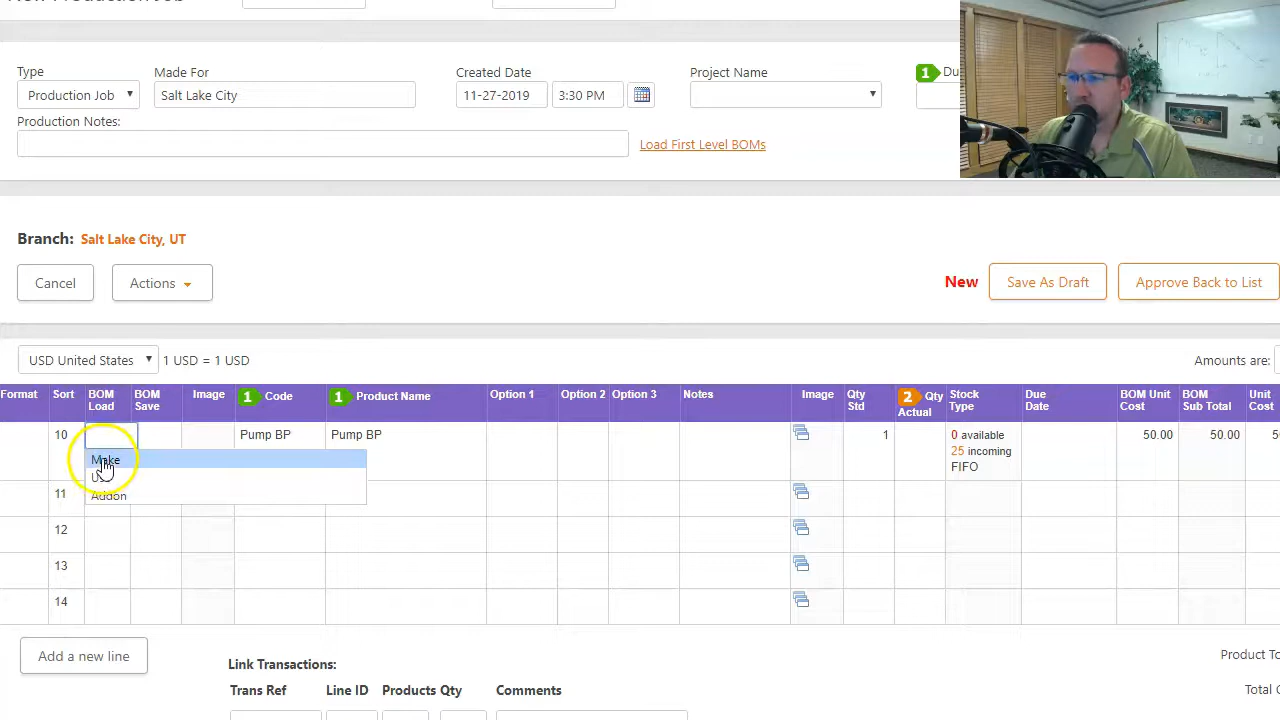 Type
Made For
Created Date
Project Name
1
Production Job
Salt Lake City
11-27-2019
3:30 PM
Production Notes:
Load First Level BOMs
Branch: Salt Lake City, UT
Cancel
Actions
New
Save As Draft
Approve Back to List
USD United States
1 USD = 1 USD
Amounts are:
Format
Sort
BOM Load
BOM Save
Image
1 Code
1 Product Name
Option 1
Option 2
Option 3
Notes
Image
Qty Std
2 Qty Actual
Stock Type
Due Date
BOM Unit Cost
BOM Sub Total
Unit Cost
10
Pump BP
Pump BP
1
0 available
25 incoming
FIFO
50.00
50.00
Make
Addon
11
12
13
14
Add a new line
Link Transactions:
Trans Ref
Line ID
Products
Qty
Comments